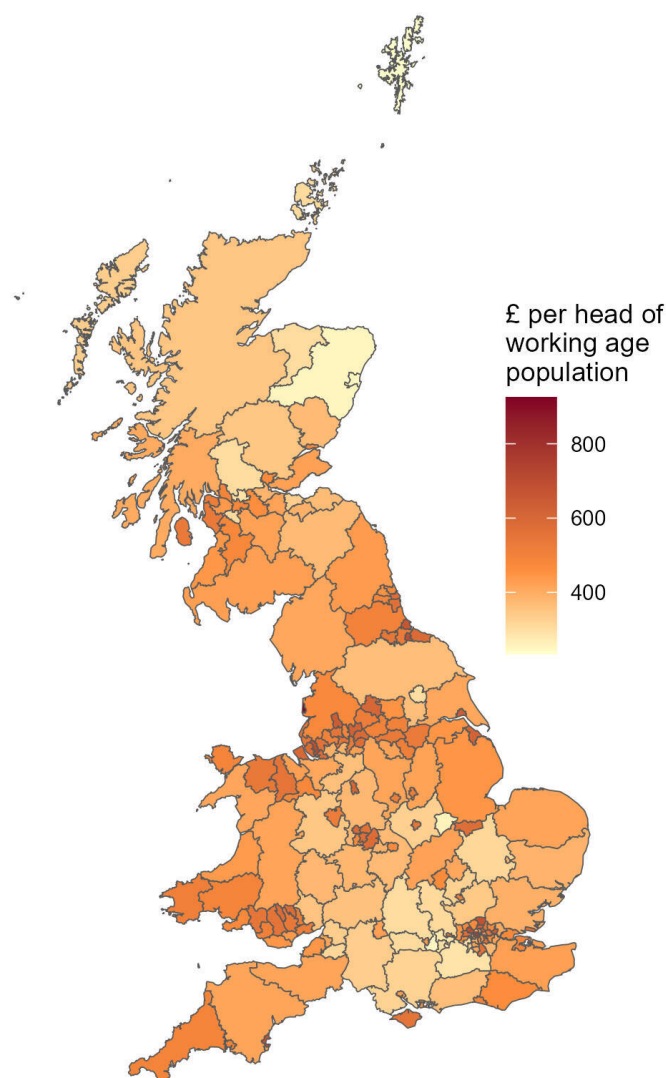 £ per head of
working age
population
800
600
400